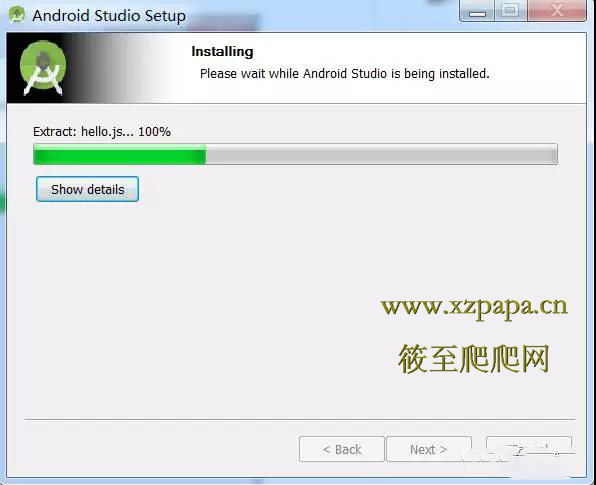 Android Studio Setup
Installing
Please wait while Android Studio is being installed.
Extract: hello.js... 100%
Show details
www.xzpapa.cn
筱至爬爬网
< Back
Next >